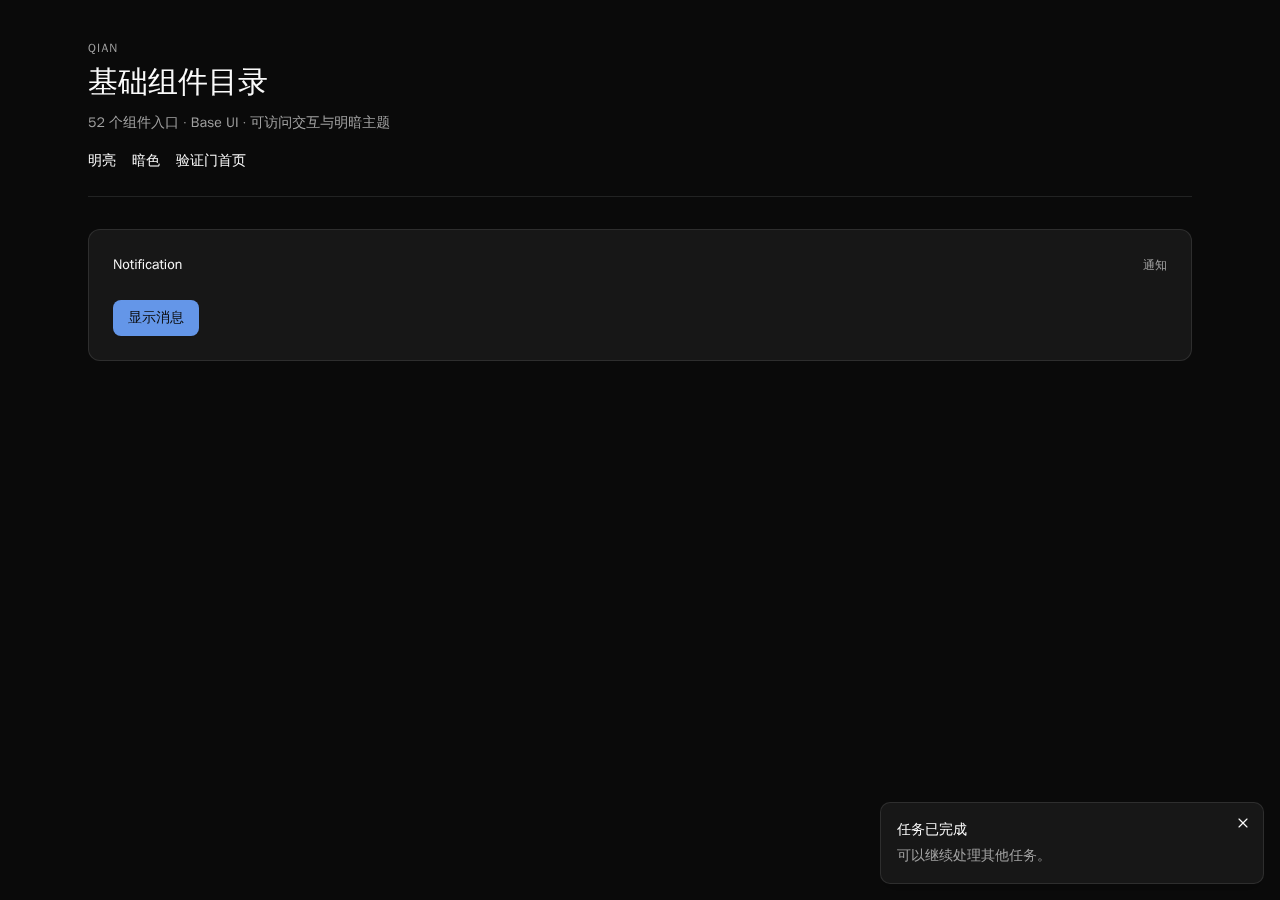 QIAN
基础组件目录
52 个组件入口 · Base UI · 可访问交互与明暗主题
明亮 暗色 验证门首页
Notification 通知
显示消息
任务已完成
可以继续处理其他任务。